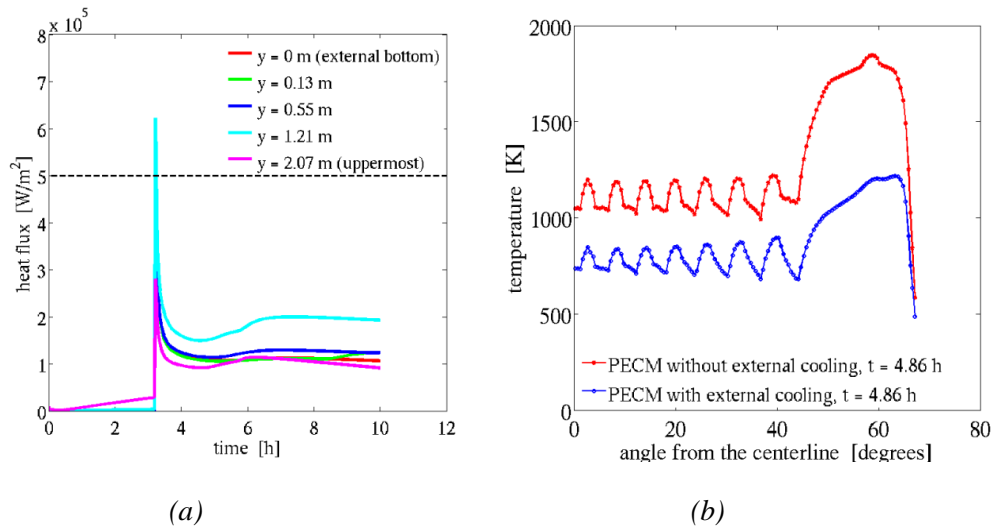 × 10⁵
8
7
6
5
4
3
2
1
0
heat flux [W/m²]
y = 0 m (external bottom)
y = 0.13 m
y = 0.55 m
y = 1.21 m
y = 2.07 m (uppermost)
0 2 4 6 8 10 12
time [h]
(a)
2000
1500
1000
500
0
temperature [K]
PECM without external cooling, t = 4.86 h
PECM with external cooling, t = 4.86 h
0 20 40 60 80
angle from the centerline [degrees]
(b)